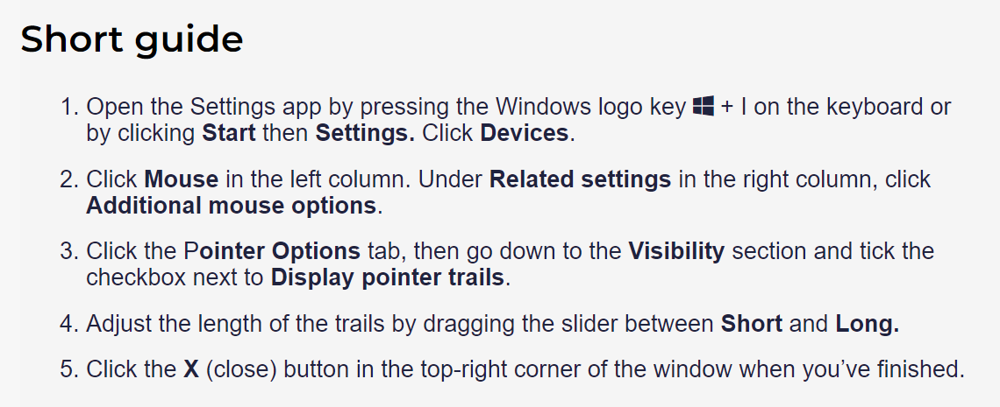 Short guide
1. Open the Settings app by pressing the Windows logo key + I on the keyboard or
by clicking Start then Settings. Click Devices.
2. Click Mouse in the left column. Under Related settings in the right column, click
Additional mouse options.
3. Click the Pointer Options tab, then go down to the Visibility section and tick the
checkbox next to Display pointer trails.
4. Adjust the length of the trails by dragging the slider between Short and Long.
5. Click the X (close) button in the top-right corner of the window when you’ve finished.